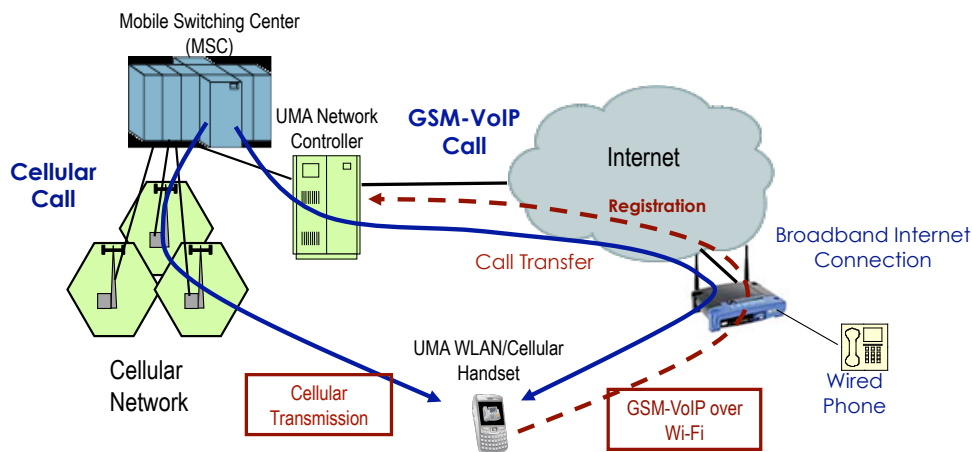 Mobile Switching Center
(MSC)
UMA Network
Controller
GSM-VoIP
Call
Internet
Cellular
Call
Registration
Broadband Internet
Connection
Call Transfer
UMA WLAN/Cellular
Handset
Cellular
Network
Cellular
Transmission
GSM-VoIP over
Wi-Fi
Wired
Phone